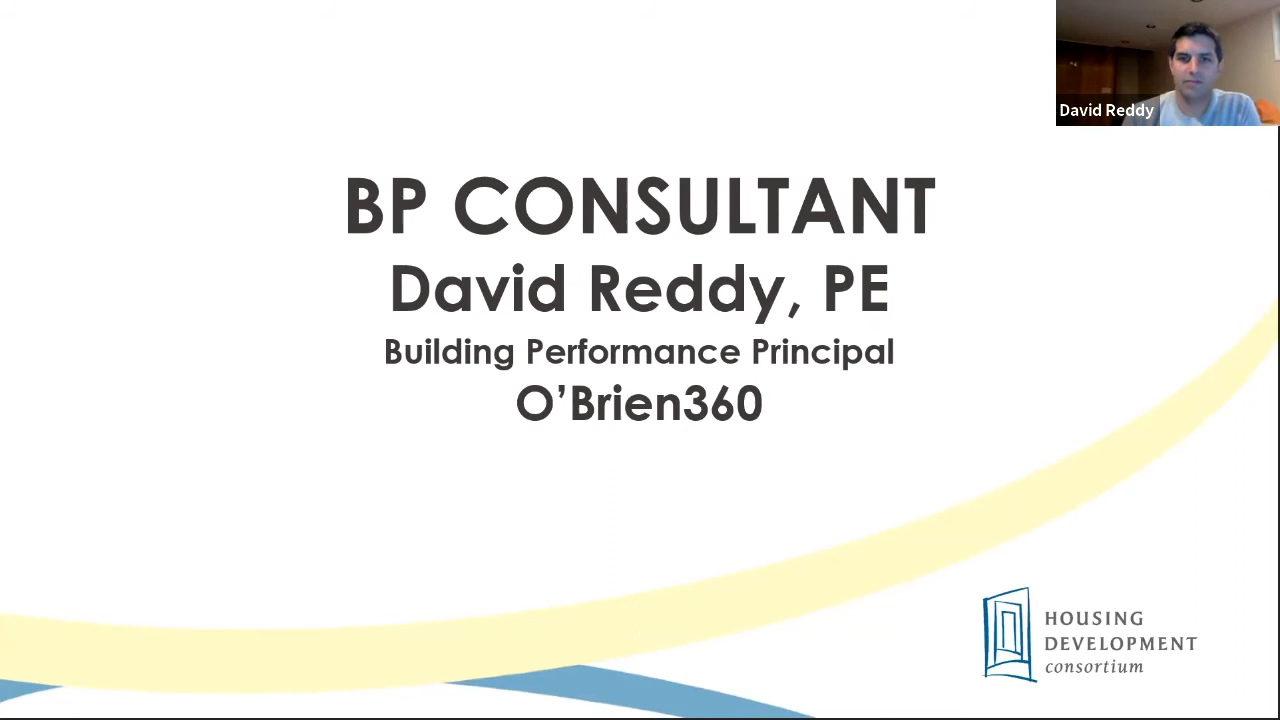 David Reddy
BP CONSULTANT
David Reddy, PE
Building Performance Principal
O’Brien360
HOUSING
DEVELOPMENT
consortium